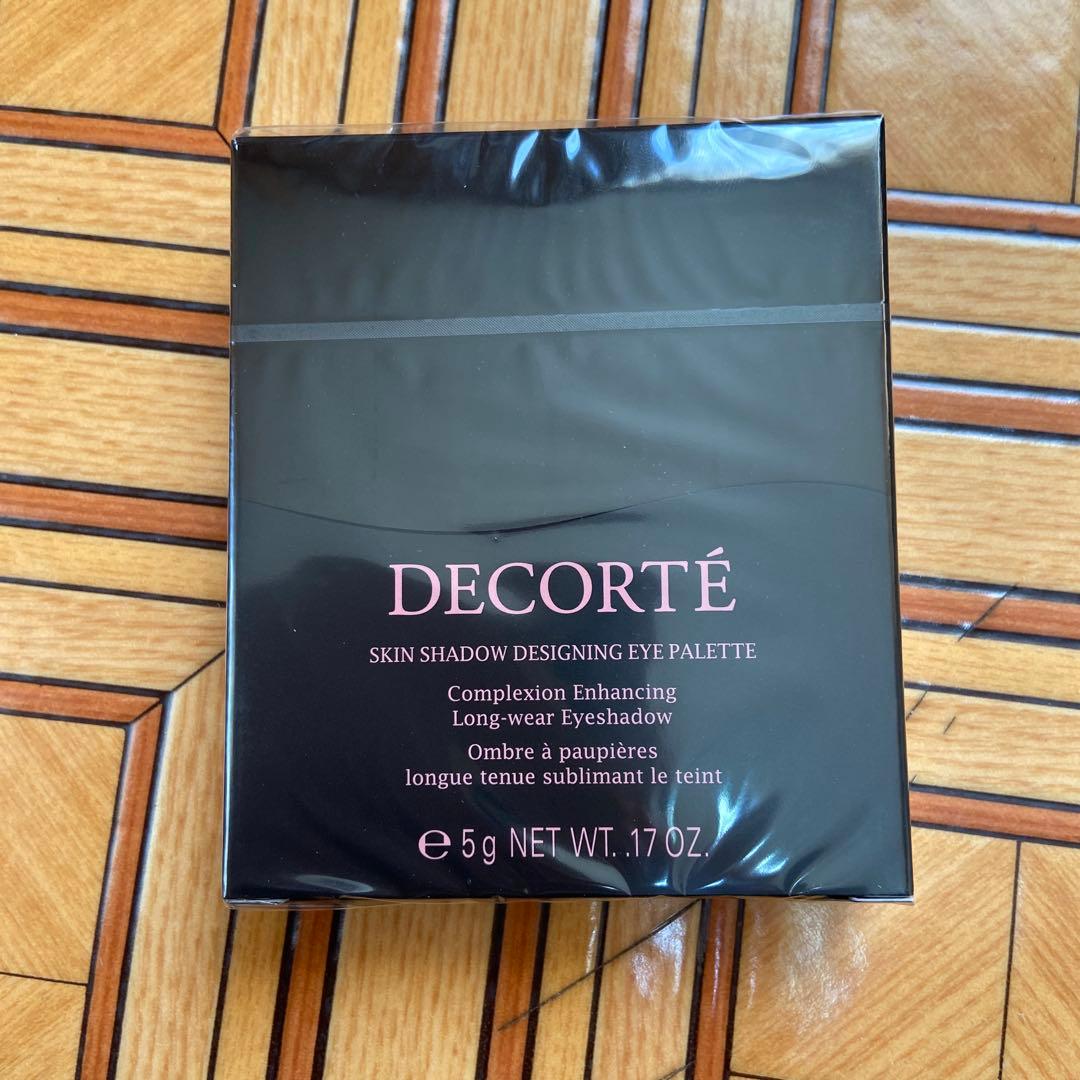 DECORTÉ
SKIN SHADOW DESIGNING EYE PALETTE
Complexion Enhancing
Long-wear Eyeshadow
Ombre à paupières
longue tenue sublimant le teint
℮ 5g NET WT. .17 OZ.